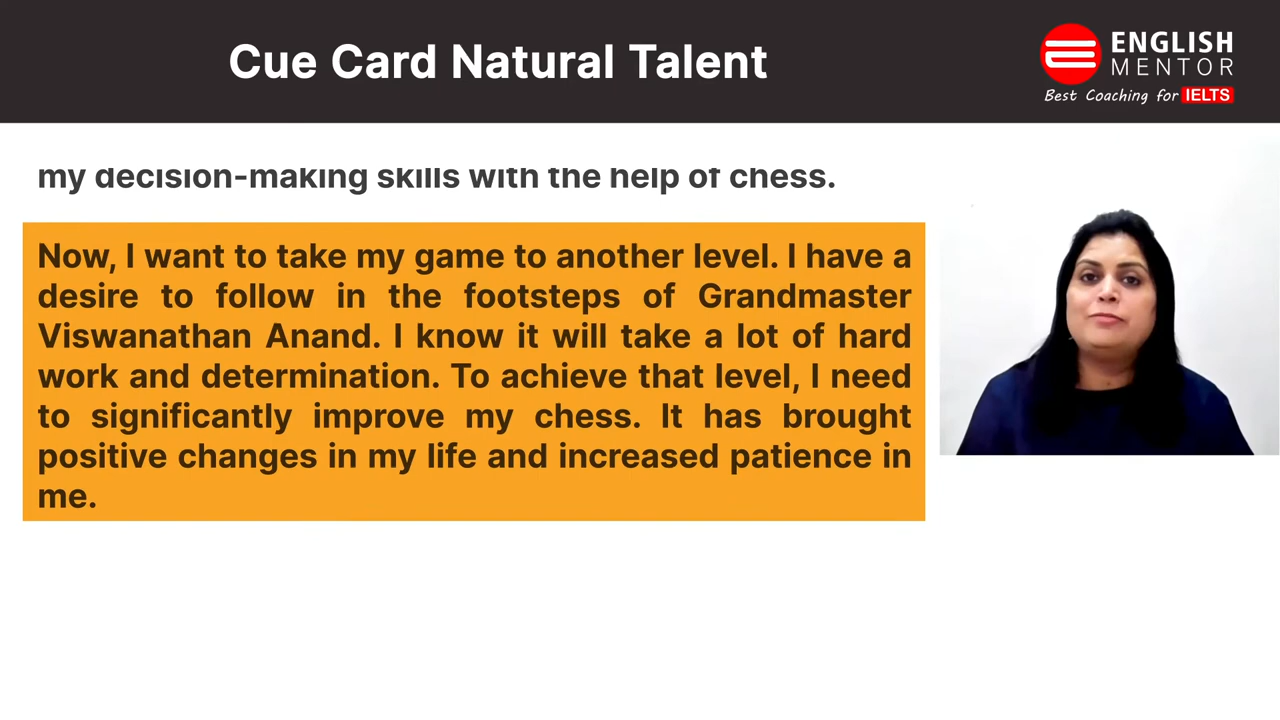 Cue Card Natural Talent
ENGLISH
MENTOR
Best Coaching for IELTS
my decision-making skills with the help of chess.
Now, I want to take my game to another level. I have a
desire to follow in the footsteps of Grandmaster
Viswanathan Anand. I know it will take a lot of hard
work and determination. To achieve that level, I need
to significantly improve my chess. It has brought
positive changes in my life and increased patience in
me.